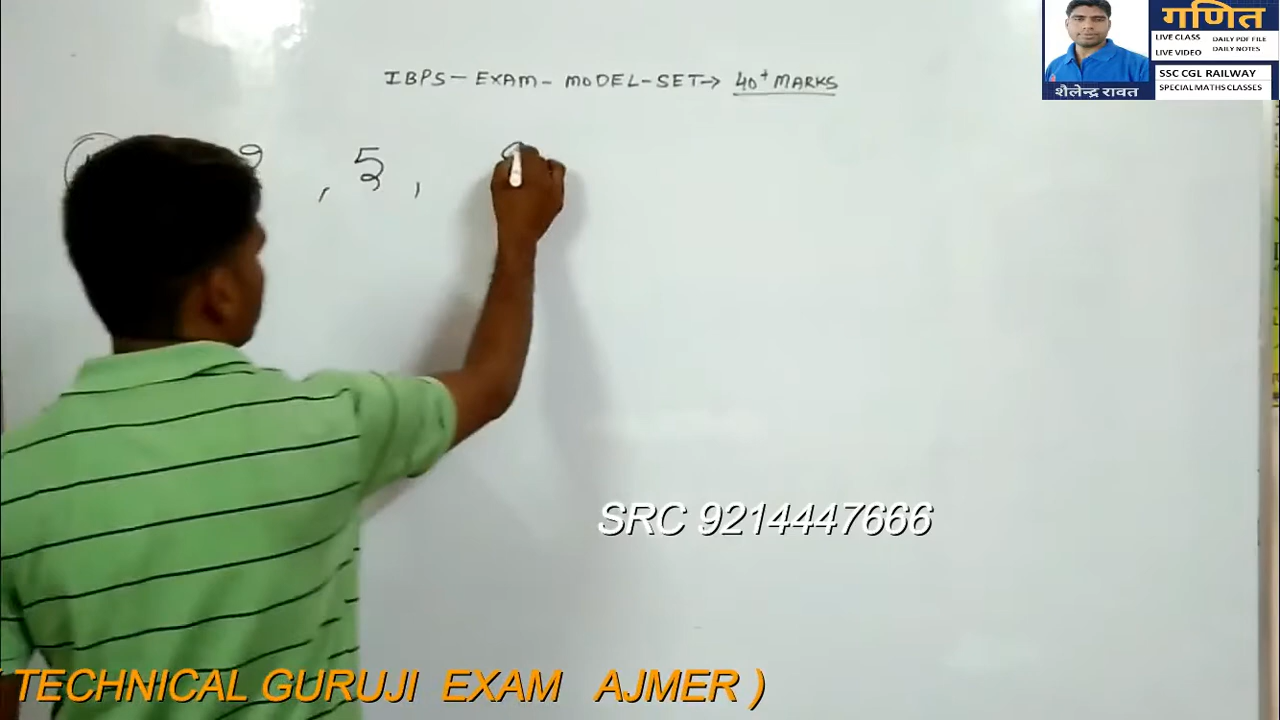 गणित
LIVE CLASS
LIVE VIDEO
DAILY PDF FILE
DAILY NOTES
SSC CGL RAILWAY
SPECIAL MATHS CLASSES
शैलेन्द्र रावत
IBPS - EXAM - MODEL - SET → 40+ MARKS
, 5 ,
SRC 9214447666
TECHNICAL GURUJI EXAM AJMER )